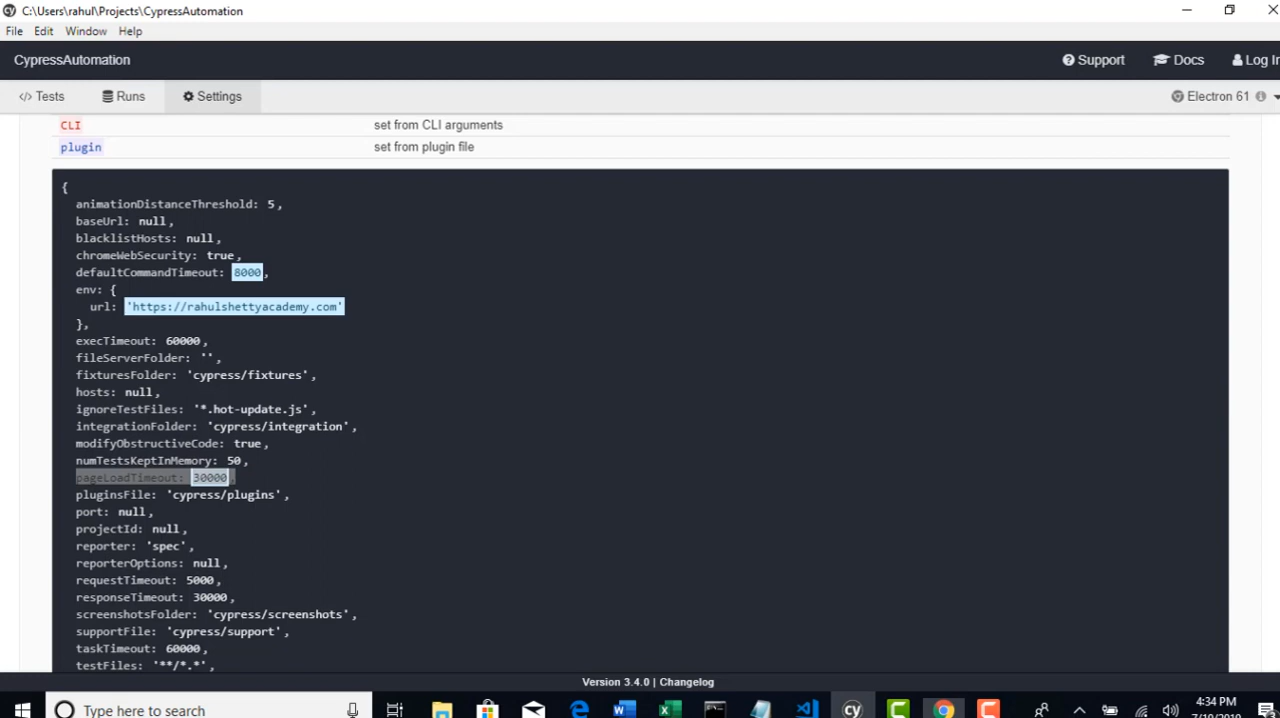 C:\Users\rahul\Projects\CypressAutomation
File Edit Window Help
CypressAutomation
Support Docs Log In
</> Tests Runs Settings Electron 61
CLI set from CLI arguments
plugin set from plugin file
{
animationDistanceThreshold: 5,
baseUrl: null,
blacklistHosts: null,
chromeWebSecurity: true,
defaultCommandTimeout: 8000,
env: {
url: 'https://rahulshettyacademy.com'
},
execTimeout: 60000,
fileServerFolder: '',
fixturesFolder: 'cypress/fixtures',
hosts: null,
ignoreTestFiles: '*.hot-update.js',
integrationFolder: 'cypress/integration',
modifyObstructiveCode: true,
numTestsKeptInMemory: 50,
pageLoadTimeout: 30000,
pluginsFile: 'cypress/plugins',
port: null,
projectId: null,
reporter: 'spec',
reporterOptions: null,
requestTimeout: 5000,
responseTimeout: 30000,
screenshotsFolder: 'cypress/screenshots',
supportFile: 'cypress/support',
taskTimeout: 60000,
testFiles: '**/*.*',
Version 3.4.0 | Changelog
Type here to search
4:34 PM